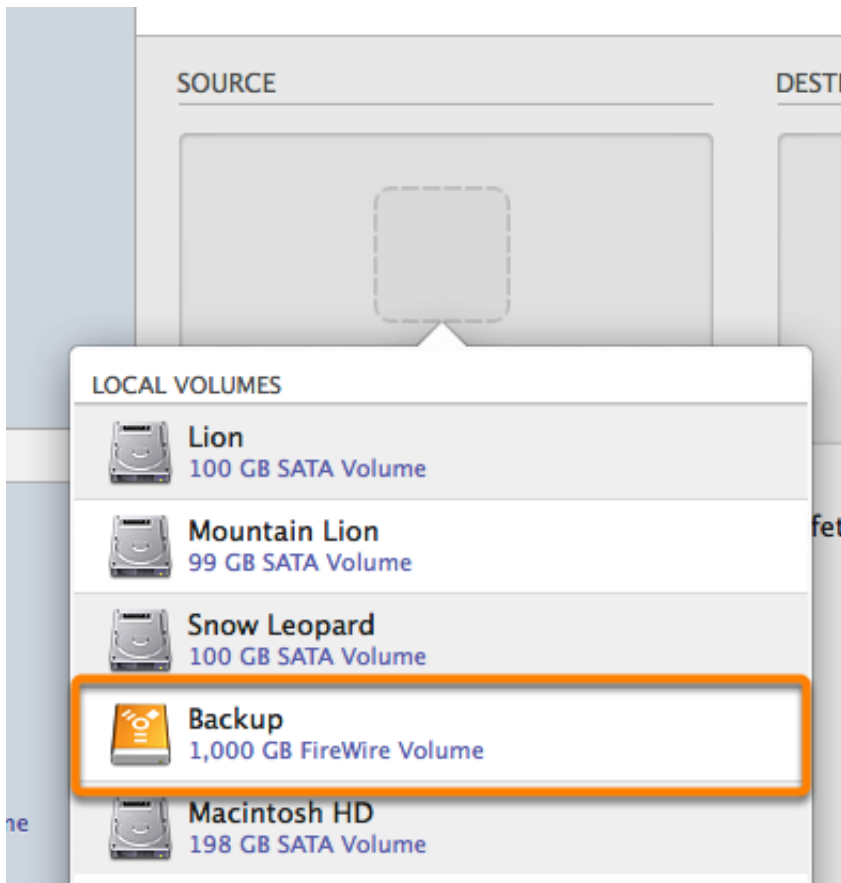 SOURCE
LOCAL VOLUMES
Lion
100 GB SATA Volume
Mountain Lion
99 GB SATA Volume
Snow Leopard
100 GB SATA Volume
Backup
1,000 GB FireWire Volume
Macintosh HD
198 GB SATA Volume